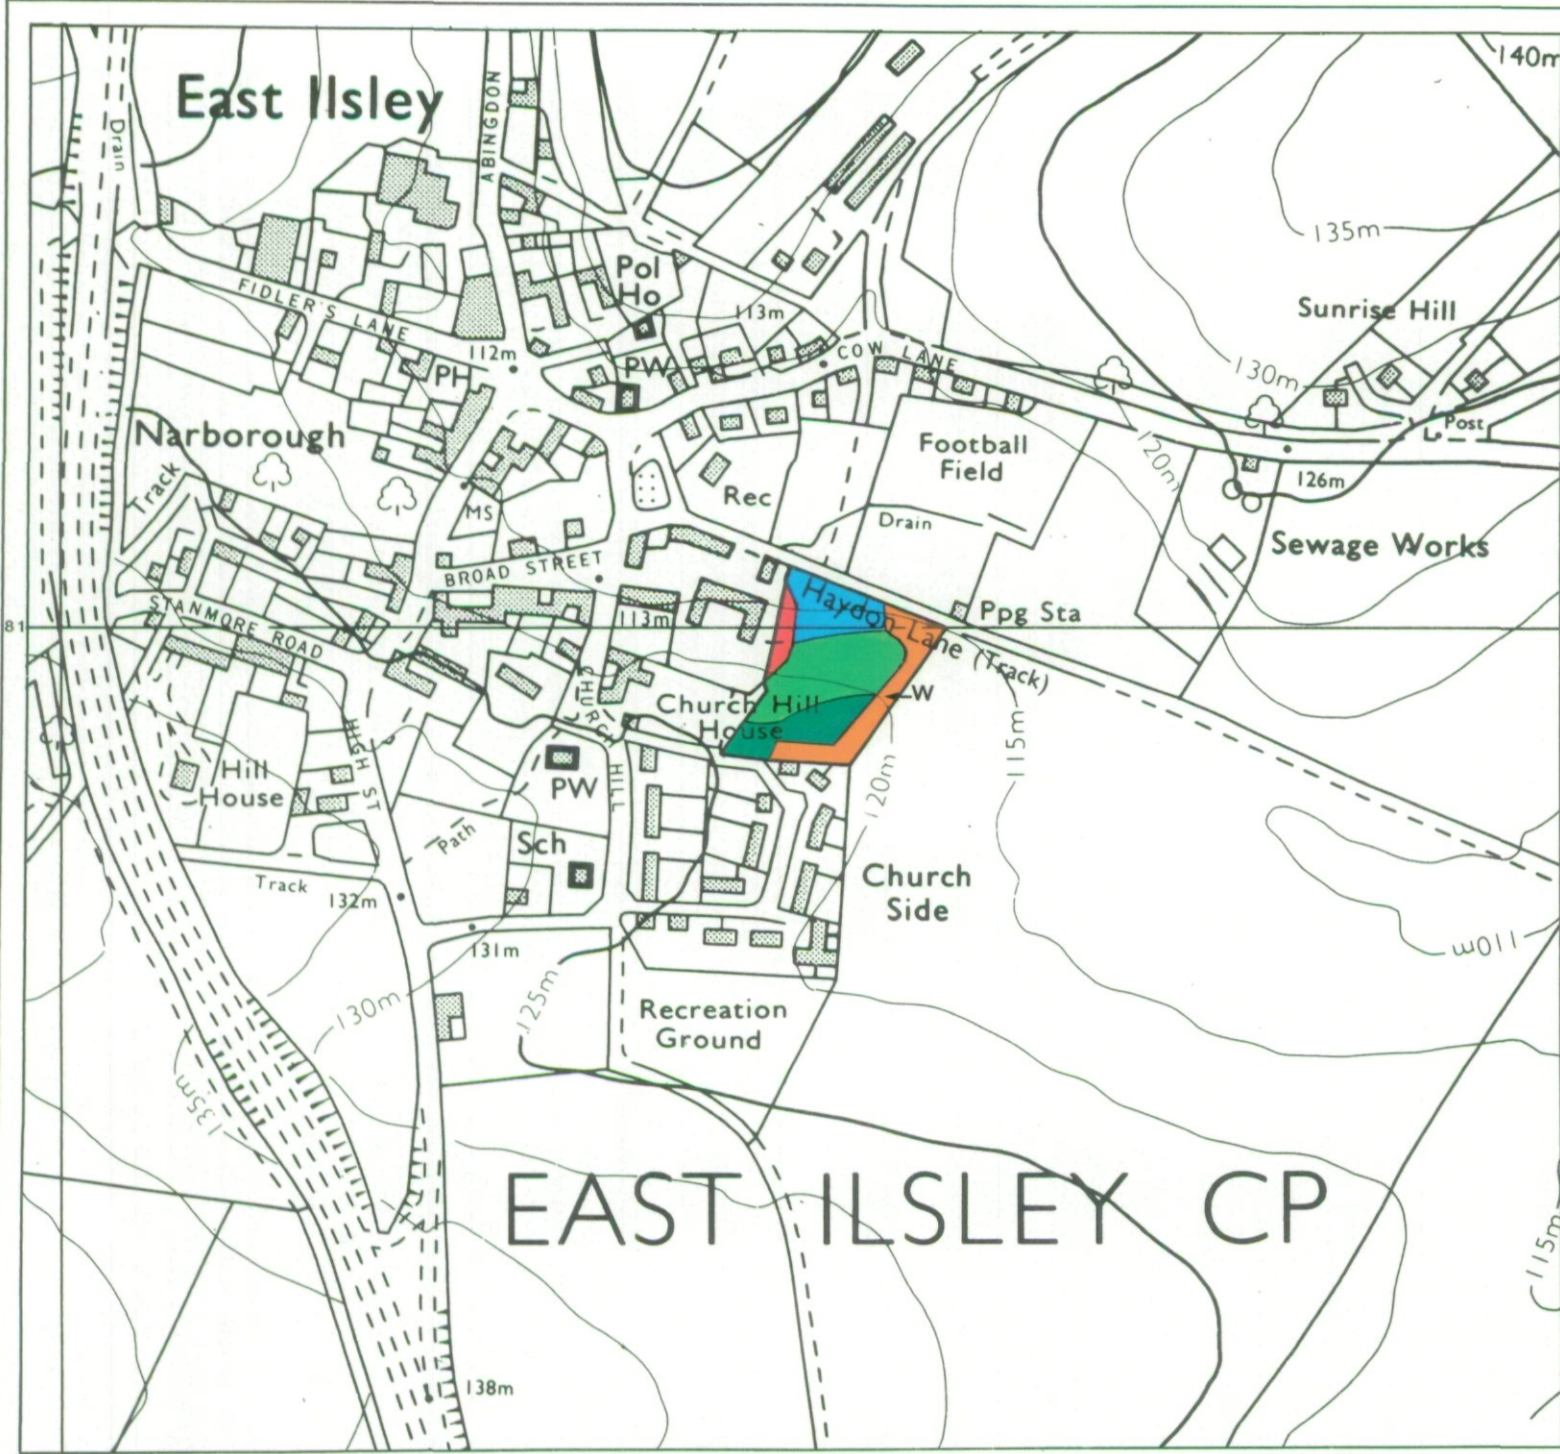 140m
East Ilsley
ABINGDON
Drain
135m
Pol
Ho
Sunrise Hill
FIDLER'S LANE
113m
112m
PH
PW
COW LANE
130m
Post
Narborough
Football
Field
120m
126m
Track
Rec
MS
Drain
Sewage Works
BROAD STREET
Haydon Lane (Track)
Ppg Sta
STANMORE ROAD
113m
81
CHURCH HILL
Church Hill
House
W
115m
HIGH ST
Hill
House
PW
120m
Path
Sch
Track
132m
Church
Side
131m
110m
130m
125m
Recreation
Ground
135m
EAST ILSLEY CP
115m
138m